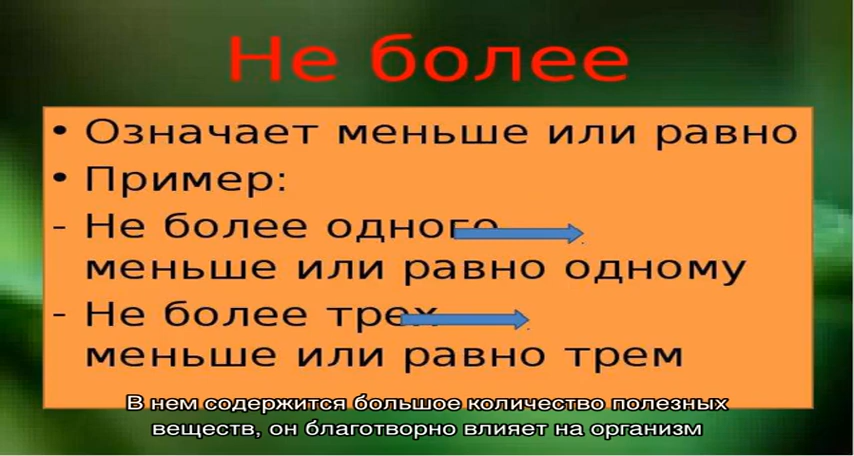 Не более
• Означает меньше или равно
• Пример:
- Не более одного
меньше или равно одному
- Не более трех
меньше или равно трем
В нем содержится большое количество полезных
веществ, он благотворно влияет на организм